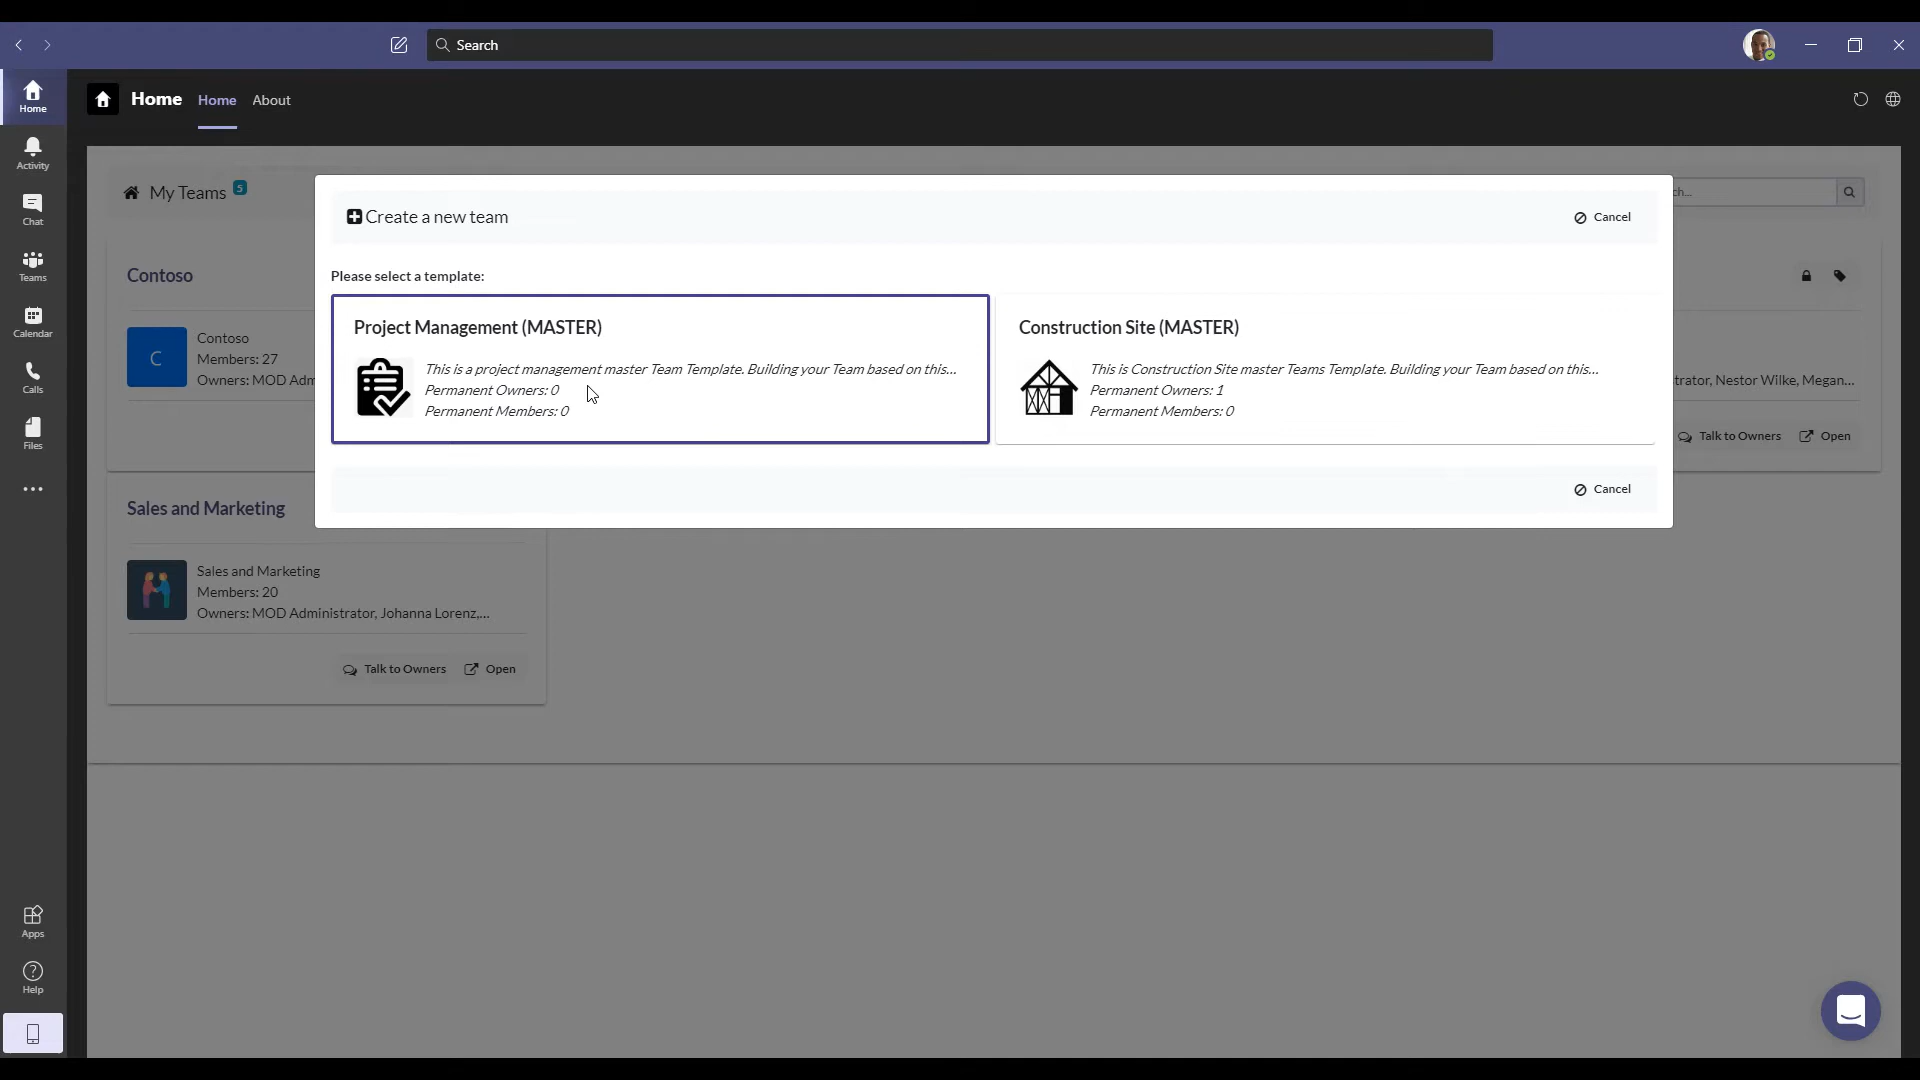 Search
Home
Activity
Chat
Teams
Calendar
Calls
Files
Apps
Help
Home Home About
My Teams 5
ch...
Create a new team
Cancel
Please select a template:
Project Management (MASTER)
This is a project management master Team Template. Building your Team based on this...
Permanent Owners: 0
Permanent Members: 0
Construction Site (MASTER)
This is Construction Site master Teams Template. Building your Team based on this...
Permanent Owners: 1
Permanent Members: 0
Cancel
Contoso
C
Contoso
Members: 27
Owners: MOD Adm
trator, Nestor Wilke, Megan...
Talk to Owners Open
Sales and Marketing
Sales and Marketing
Members: 20
Owners: MOD Administrator, Johanna Lorenz,...
Talk to Owners Open